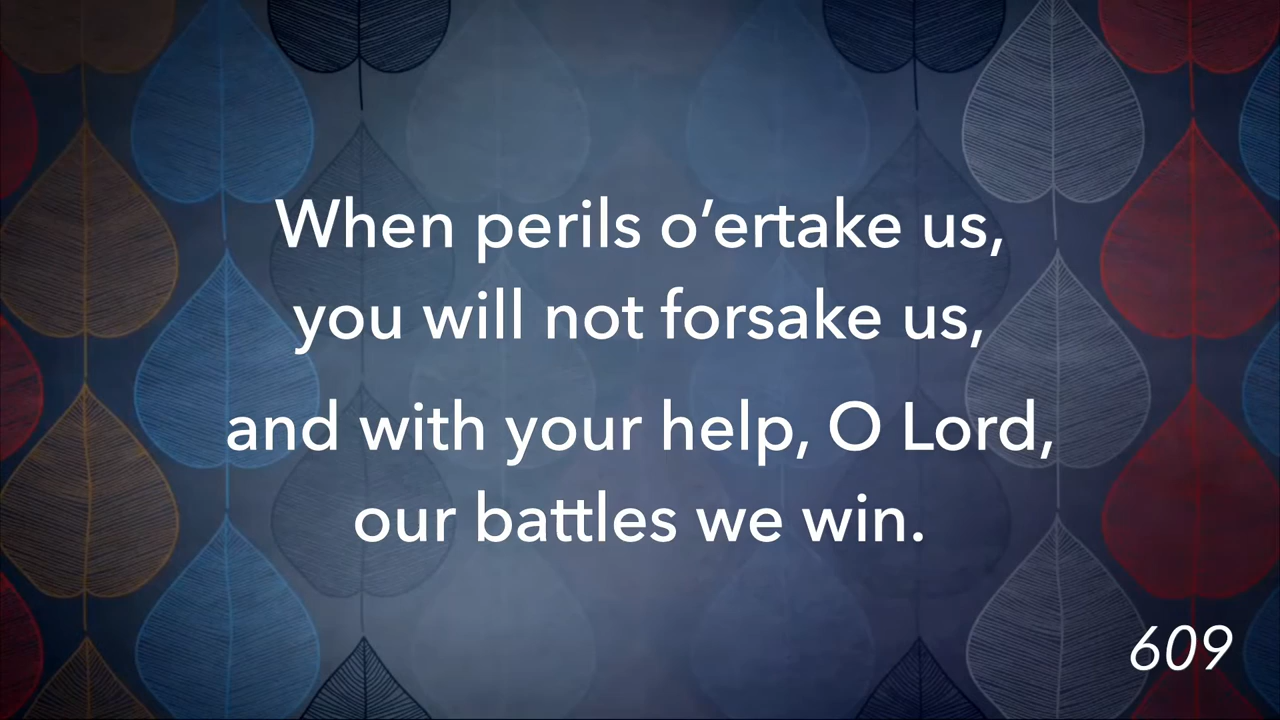 When perils o’ertake us,
you will not forsake us,
and with your help, O Lord,
our battles we win.
609